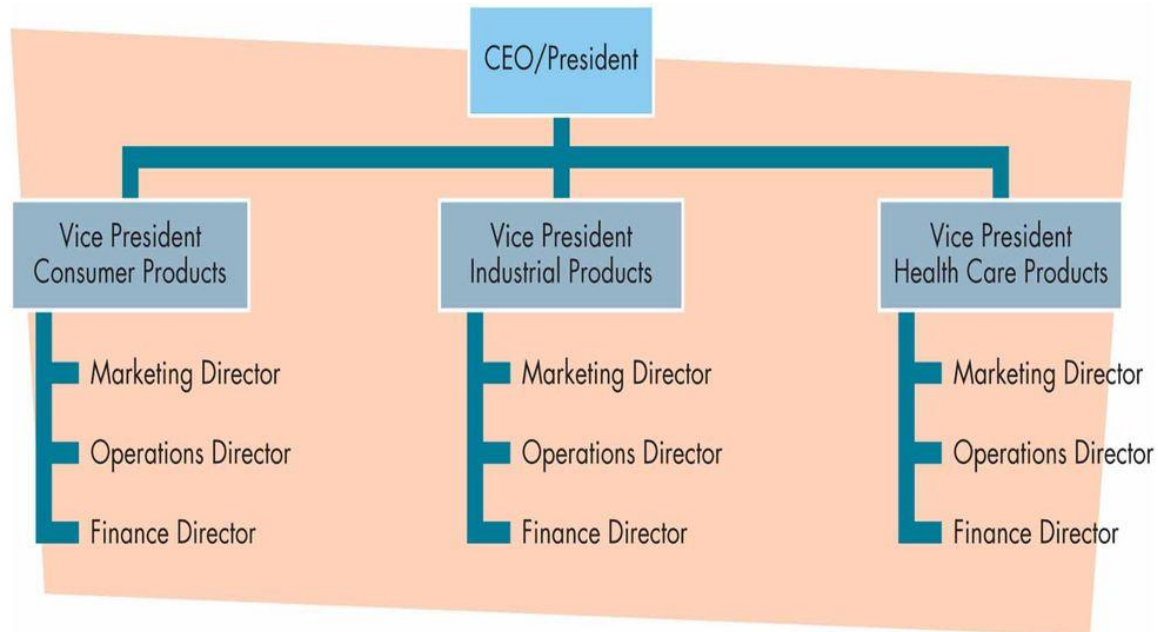 CEO/President
Vice President
Consumer Products
Marketing Director
Operations Director
Finance Director
Vice President
Industrial Products
Marketing Director
Operations Director
Finance Director
Vice President
Health Care Products
Marketing Director
Operations Director
Finance Director